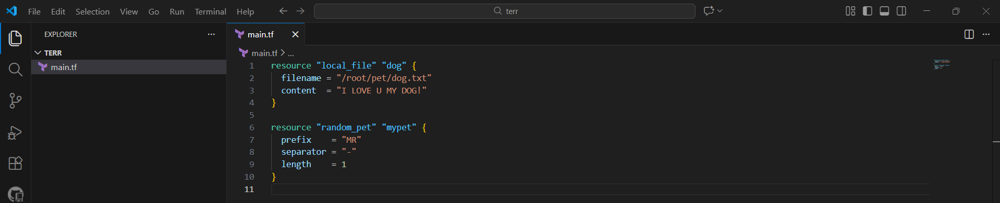 File Edit Selection View Go Run Terminal Help terr
EXPLORER ...
main.tf
TERR
main.tf
main.tf > ...
1 resource "local_file" "dog" {
2   filename = "/root/pet/dog.txt"
3   content  = "I LOVE U MY DOG!"
4 }
5
6 resource "random_pet" "mypet" {
7   prefix    = "MR"
8   separator = "-"
9   length    = 1
10 }
11